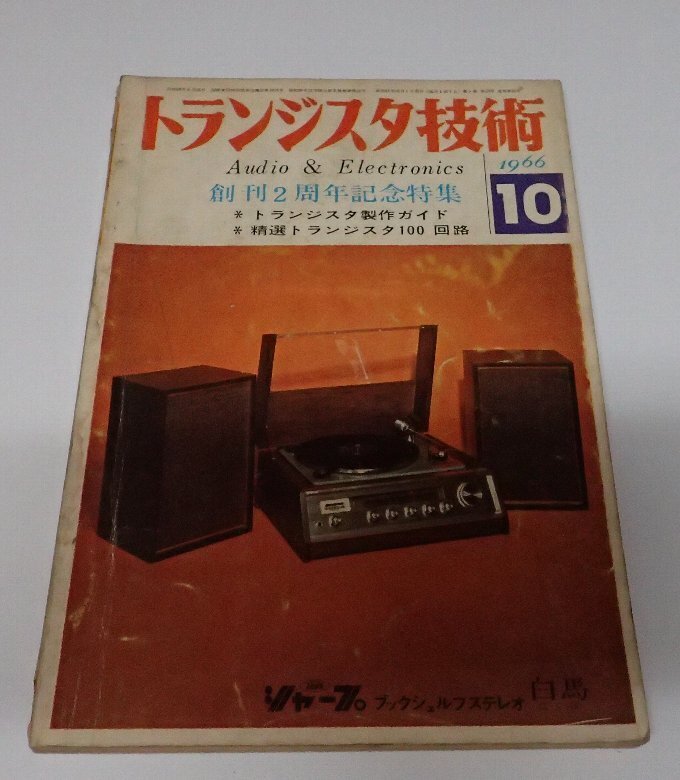 トランジスタ技術
Audio & Electronics
1966
10
創刊2周年記念特集
* トランジスタ製作ガイド
* 精選トランジスタ100 回路
シャープ ブックシェルフステレオ 白馬